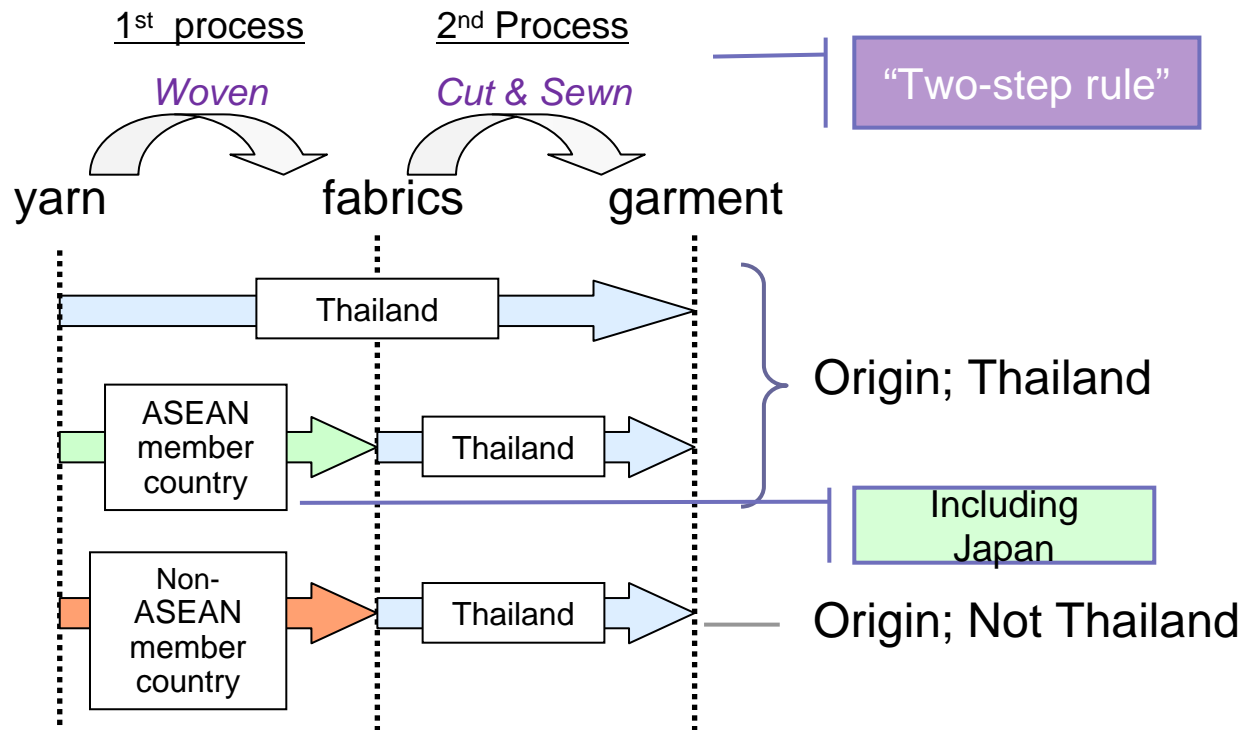 1st process
2nd Process
“Two-step rule”
Woven
Cut & Sewn
yarn
fabrics
garment
Thailand
Origin; Thailand
ASEAN
member
country
Thailand
Including
Japan
Non-
ASEAN
member
country
Thailand
Origin; Not Thailand